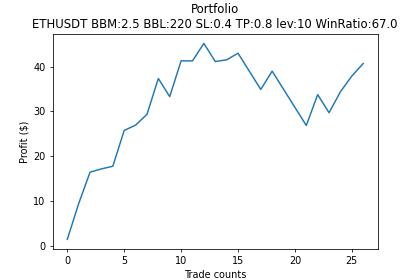 Portfolio
ETHUSDT BBM:2.5 BBL:220 SL:0.4 TP:0.8 lev:10 WinRatio:67.0
Profit ($)
40
30
20
10
0
0 5 10 15 20 25
Trade counts